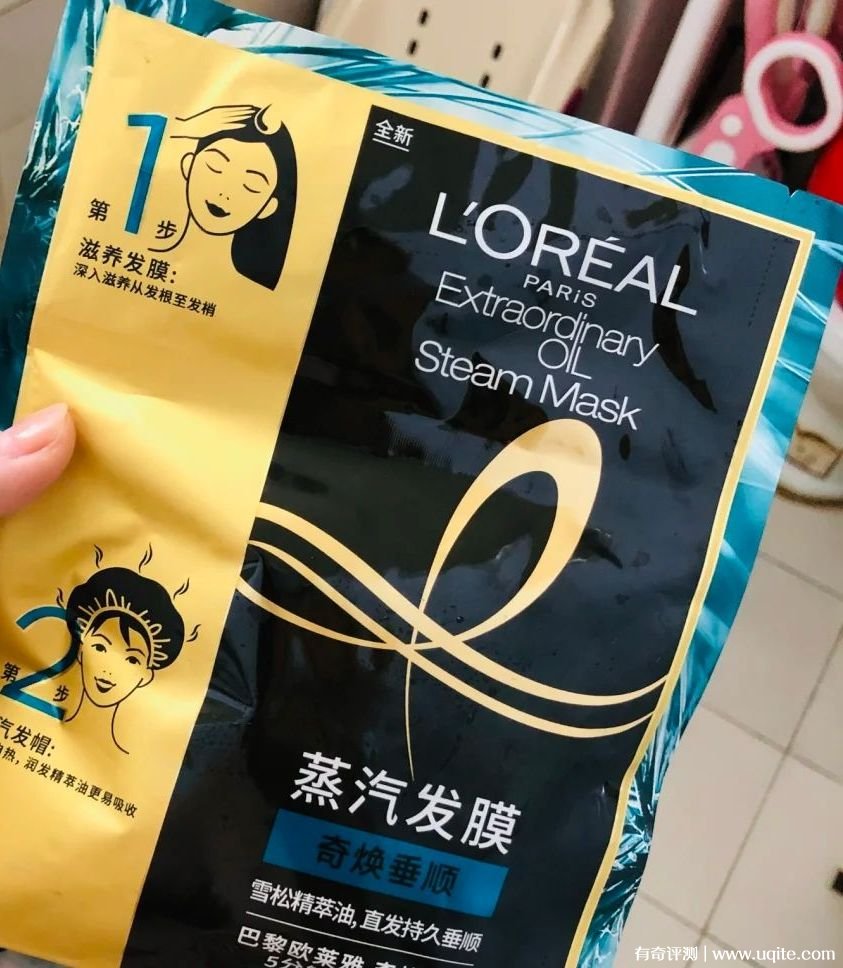 全新
第1步
滋养发膜：
深入滋养从发根至发梢
L'ORÉAL
PARIS
Extraordinary
OIL
Steam Mask
第2步
汽发帽：
热，润发精萃油更易吸收
蒸汽发膜
奇焕垂顺
雪松精萃油，直发持久垂顺
巴黎欧莱雅
5分
有奇评测 | www.uqite.com